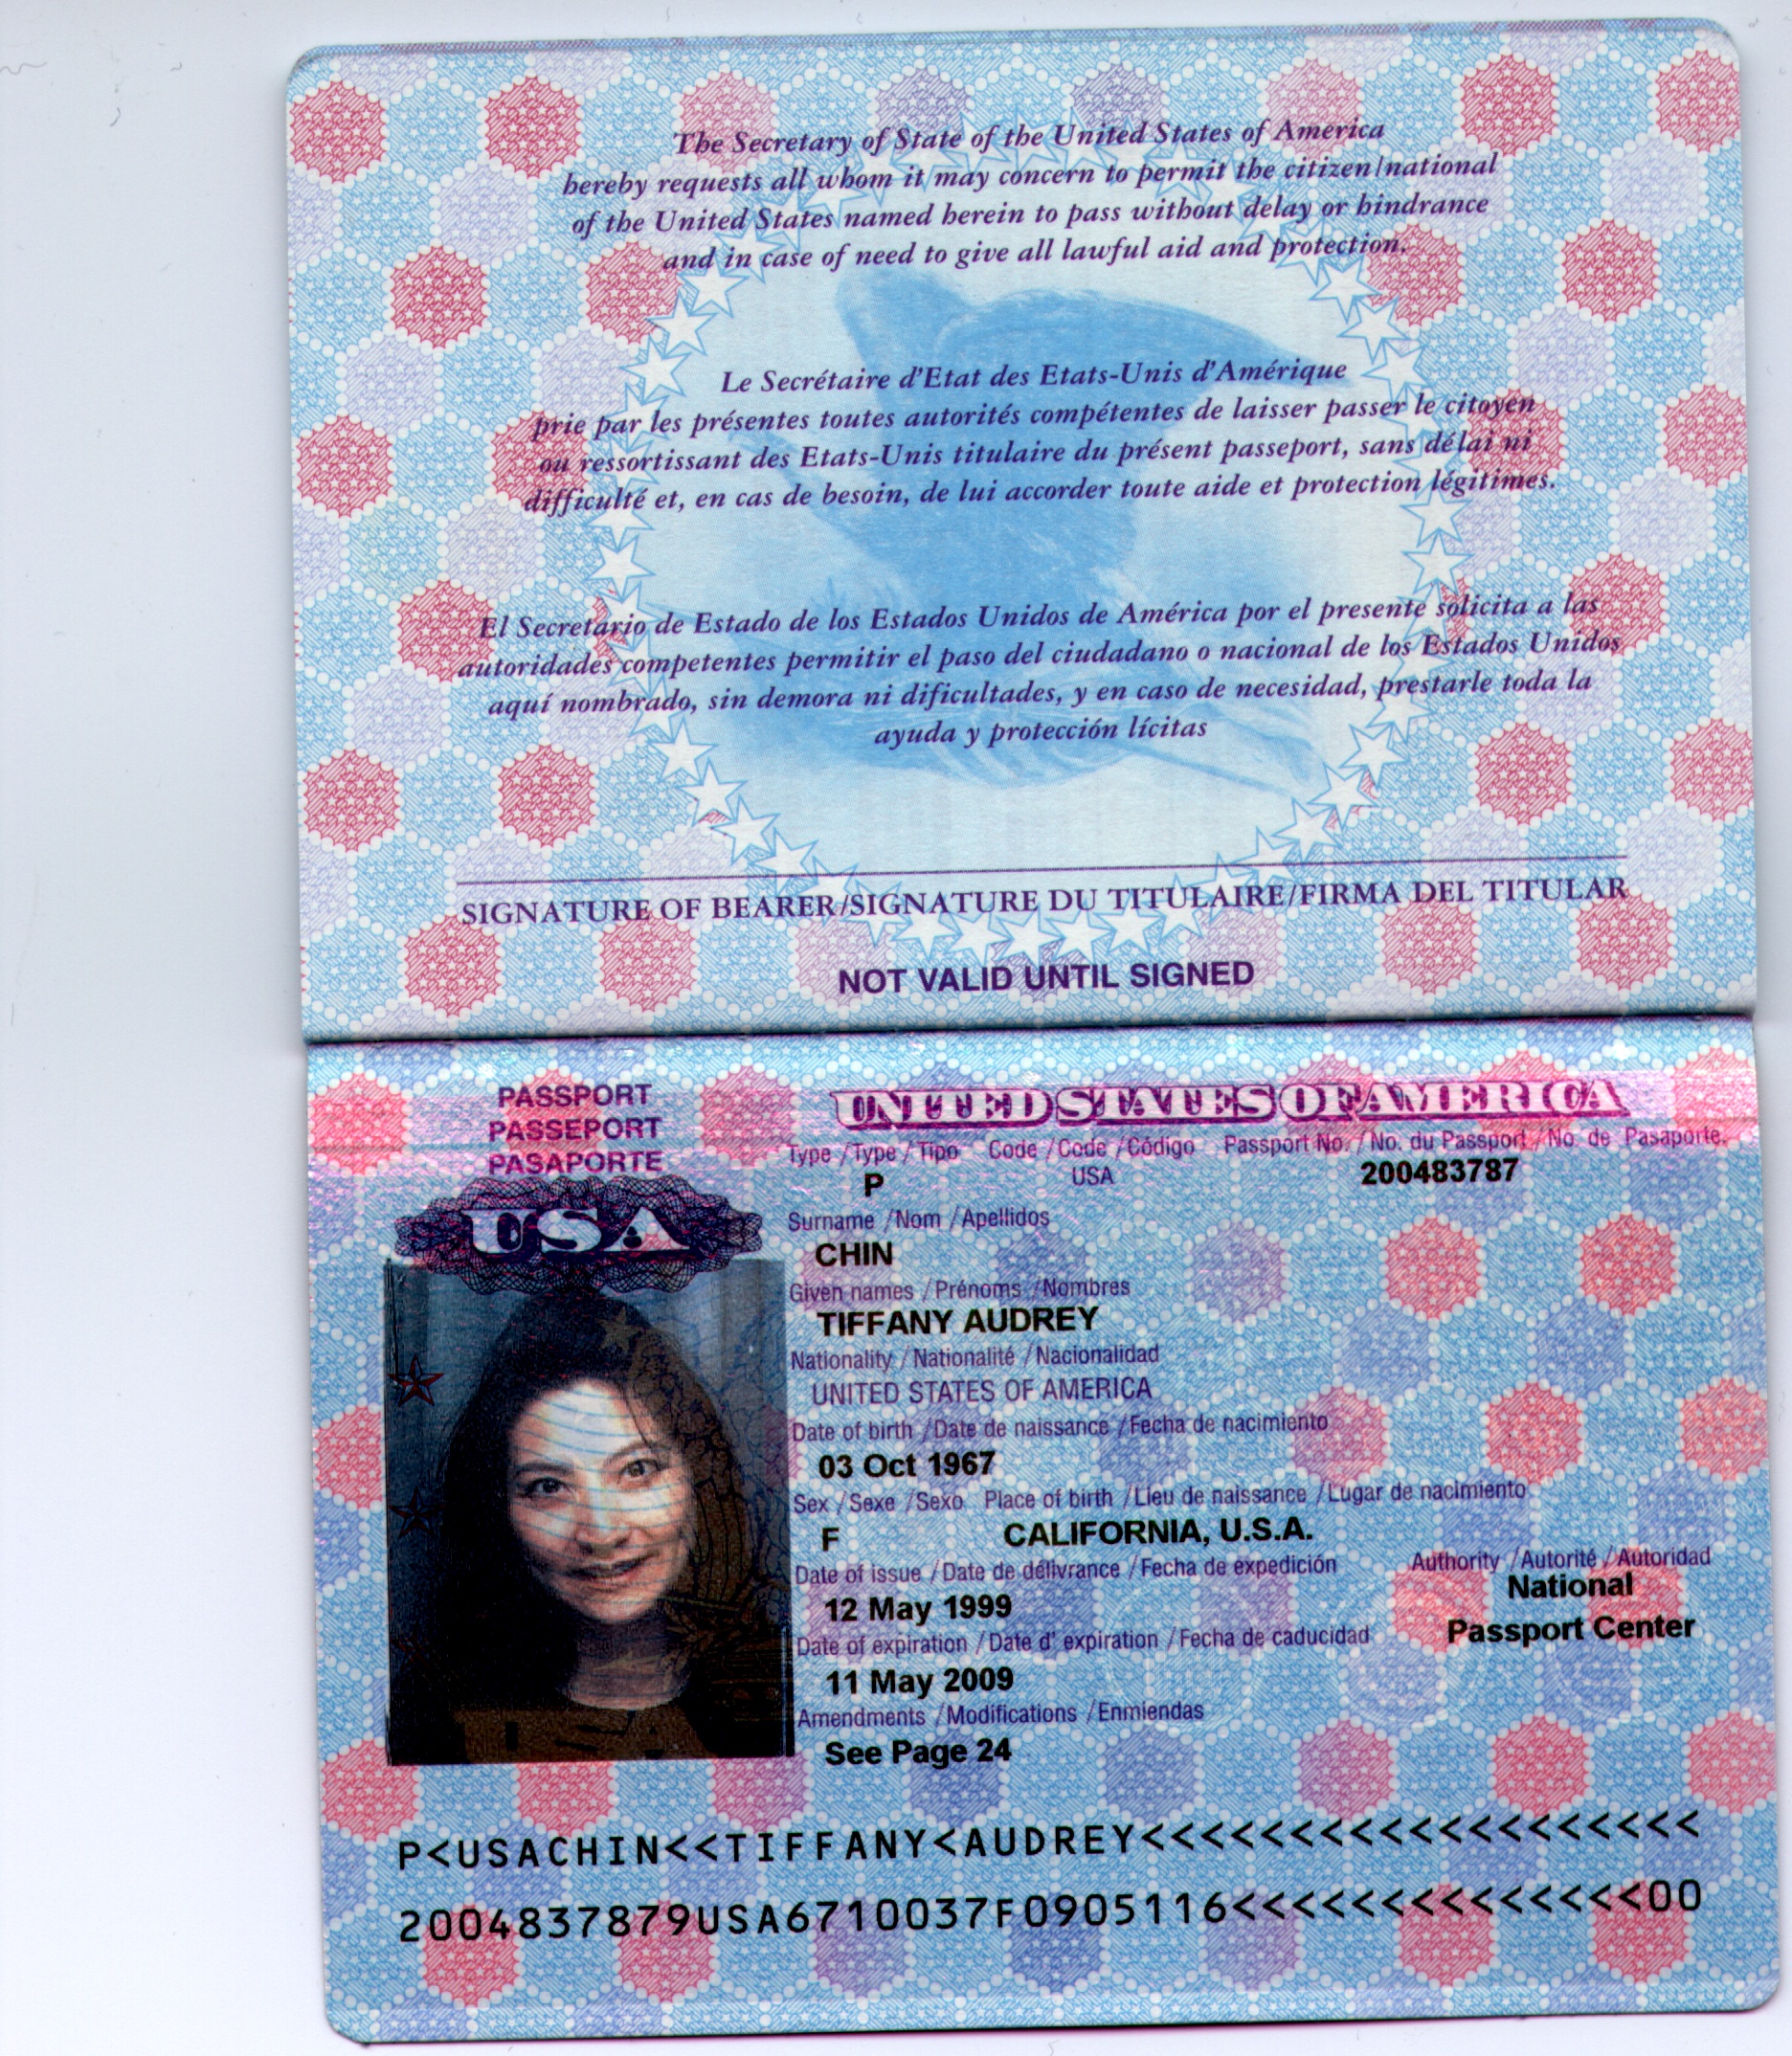 The Secretary of State of the United States of America
hereby requests all whom it may concern to permit the citizen/national
of the United States named herein to pass without delay or hindrance
and in case of need to give all lawful aid and protection.
Le Secrétaire d'Etat des Etats-Unis d'Amérique
prie par les présentes toutes autorités compétentes de laisser passer le citoyen
ou ressortissant des Etats-Unis titulaire du présent passeport, sans délai ni
difficulté et, en cas de besoin, de lui accorder toute aide et protection légitimes.
El Secretario de Estado de los Estados Unidos de América por el presente solicita a las
autoridades competentes permitir el paso del ciudadano o nacional de los Estados Unidos
aquí nombrado, sin demora ni dificultades, y en caso de necesidad, prestarle toda la
ayuda y protección lícitas
SIGNATURE OF BEARER/SIGNATURE DU TITULAIRE/FIRMA DEL TITULAR
NOT VALID UNTIL SIGNED
PASSPORT
PASSEPORT
PASAPORTE
USA
UNITED STATES OF AMERICA
Type / Type / Tipo Code / Code / Código Passport No. / No. du Passport / No. de Pasaporte.
P USA 200483787
Surname / Nom / Apellidos
CHIN
Given names / Prénoms / Nombres
TIFFANY AUDREY
Nationality / Nationalité / Nacionalidad
UNITED STATES OF AMERICA
Date of birth / Date de naissance / Fecha de nacimiento
03 Oct 1967
Sex / Sexe / Sexo Place of birth / Lieu de naissance / Lugar de nacimiento
F CALIFORNIA, U.S.A.
Date of issue / Date de délivrance / Fecha de expedición Authority / Autorité / Autoridad
12 May 1999 National
Passport Center
Date of expiration / Date d' expiration / Fecha de caducidad
11 May 2009
Amendments / Modifications / Enmiendas
See Page 24
P<USACHIN<<TIFFANY<AUDREY<<<<<<<<<<<<<<<<<<<
2004837879USA6710037F0905116<<<<<<<<<<<<<<00